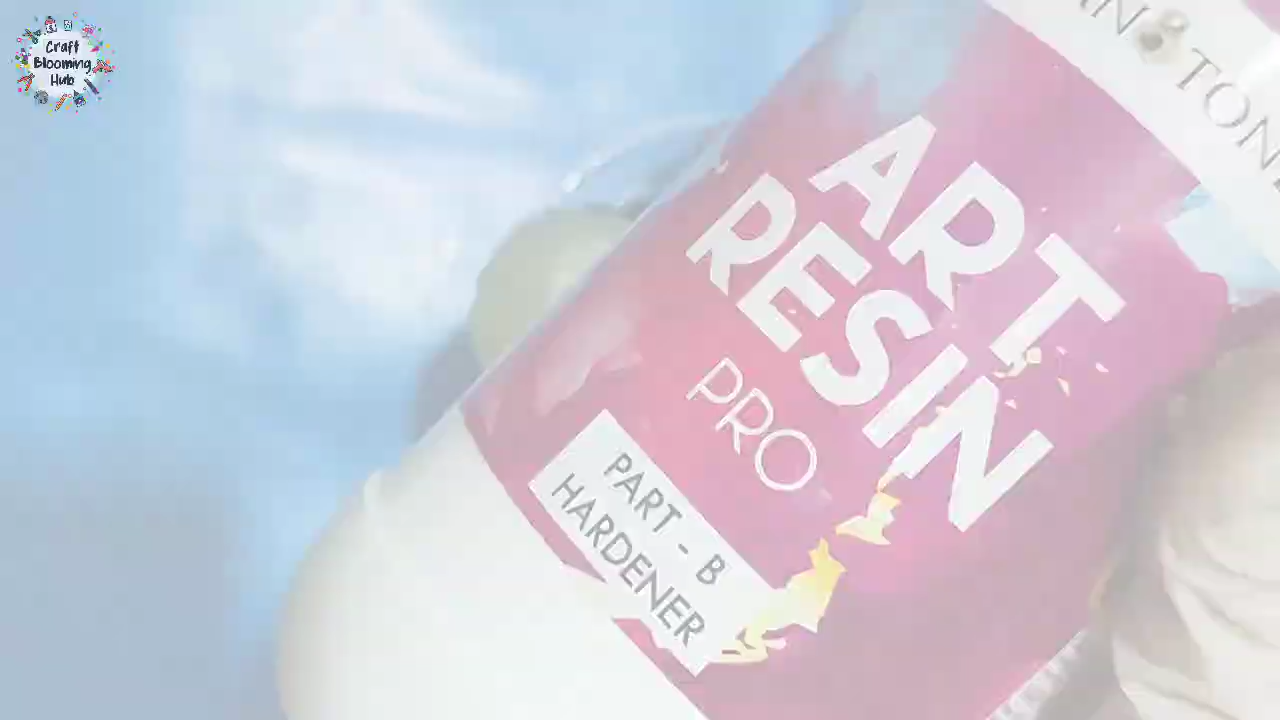 Craft
Blooming
Hub
ART
RESIN
PRO
PART - B
HARDENER